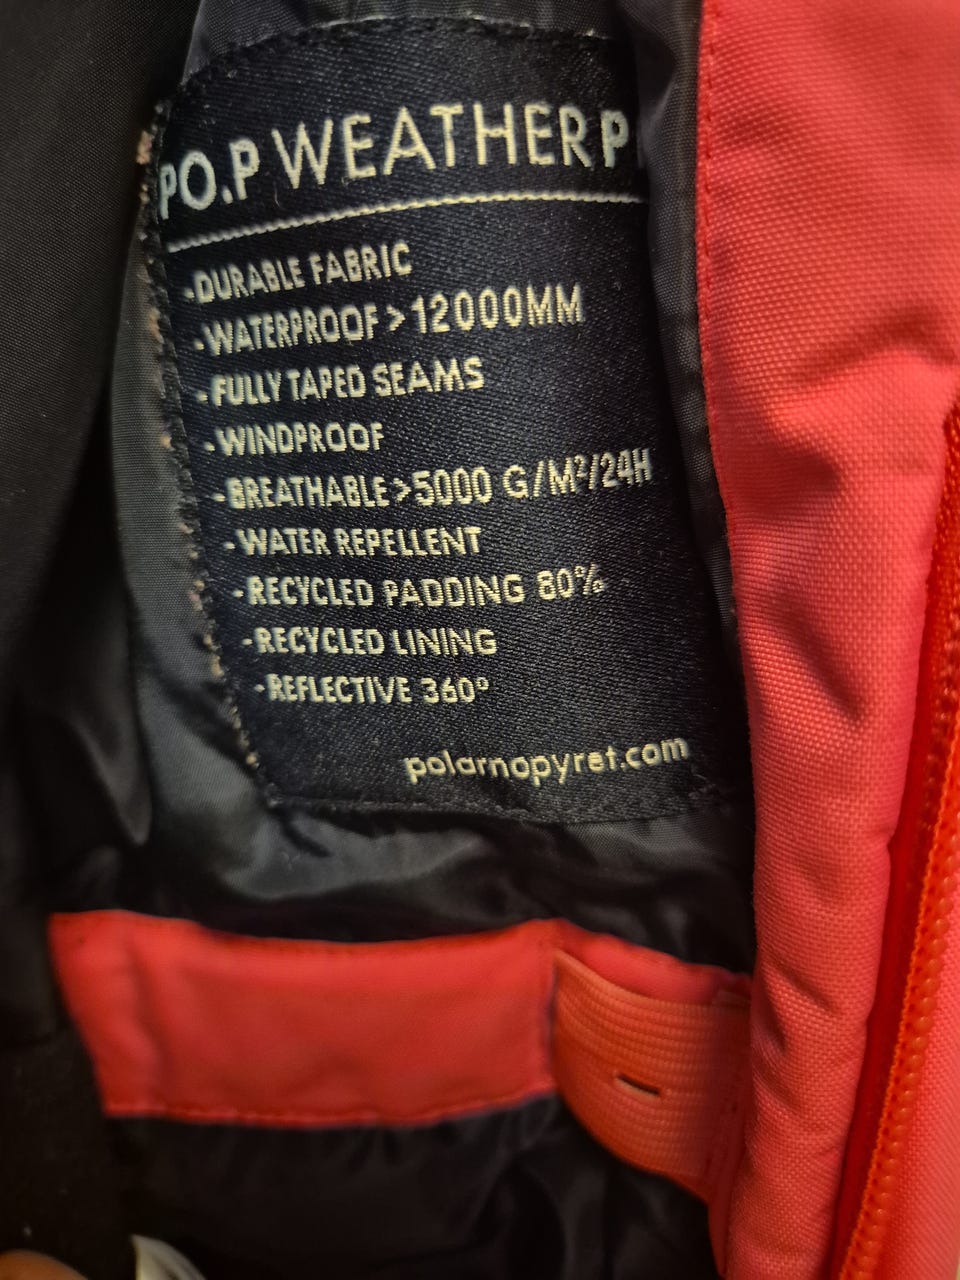 PO.P WEATHER P
-DURABLE FABRIC
-WATERPROOF > 12000MM
-FULLY TAPED SEAMS
-WINDPROOF
-BREATHABLE >5000 G/M²/24H
-WATER REPELLENT
-RECYCLED PADDING 80%
-RECYCLED LINING
-REFLECTIVE 360°
polarnopyret.com